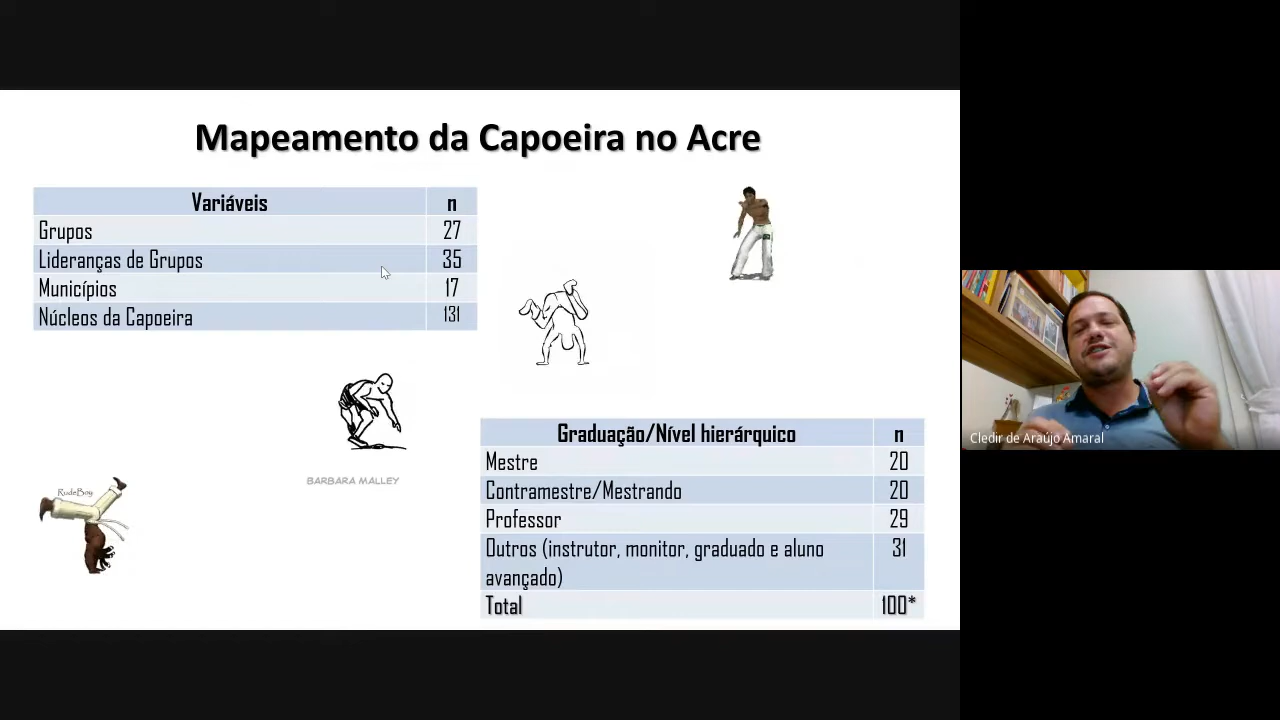 Mapeamento da Capoeira no Acre
Variáveis n
Grupos 27
Lideranças de Grupos 35
Municípios 17
Núcleos da Capoeira 131
BARBARA MALLEY
RudeBoy
Graduação/Nível hierárquico n
Mestre 20
Contramestre/Mestrando 20
Professor 29
Outros (instrutor, monitor, graduado e aluno 31
avançado)
Total 100*
Cledir de Araújo Amaral